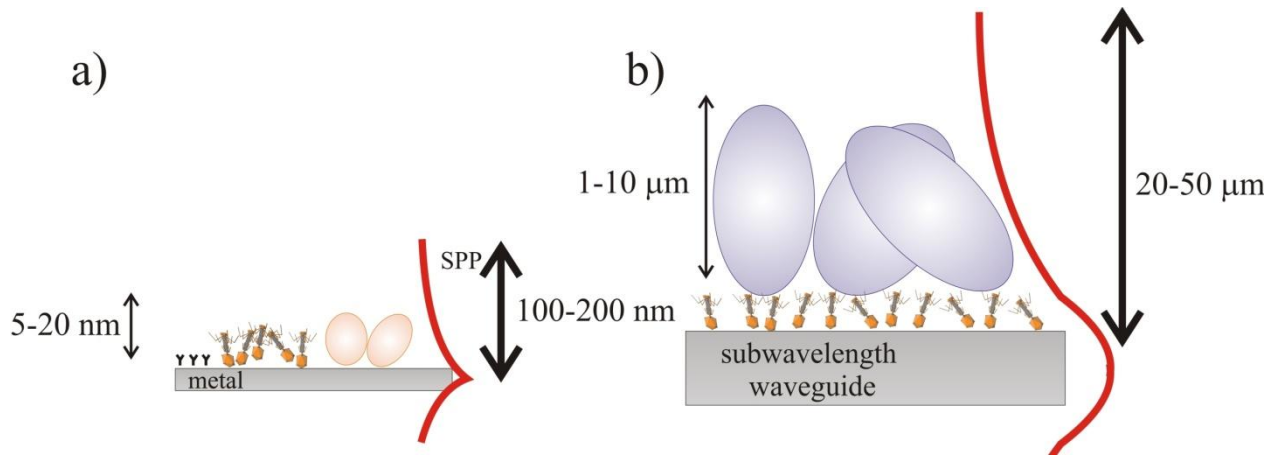 a)
SPP
5-20 nm
100-200 nm
metal
b)
1-10 μm
20-50 μm
subwavelength
waveguide